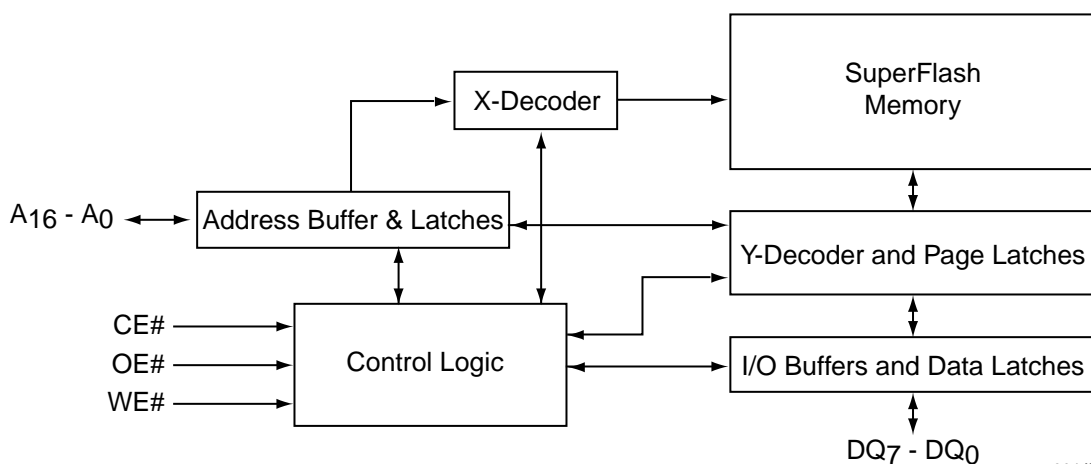 SuperFlash
Memory
X-Decoder
A16 - A0
Address Buffer & Latches
Y-Decoder and Page Latches
CE#
OE#
WE#
Control Logic
I/O Buffers and Data Latches
DQ7 - DQ0